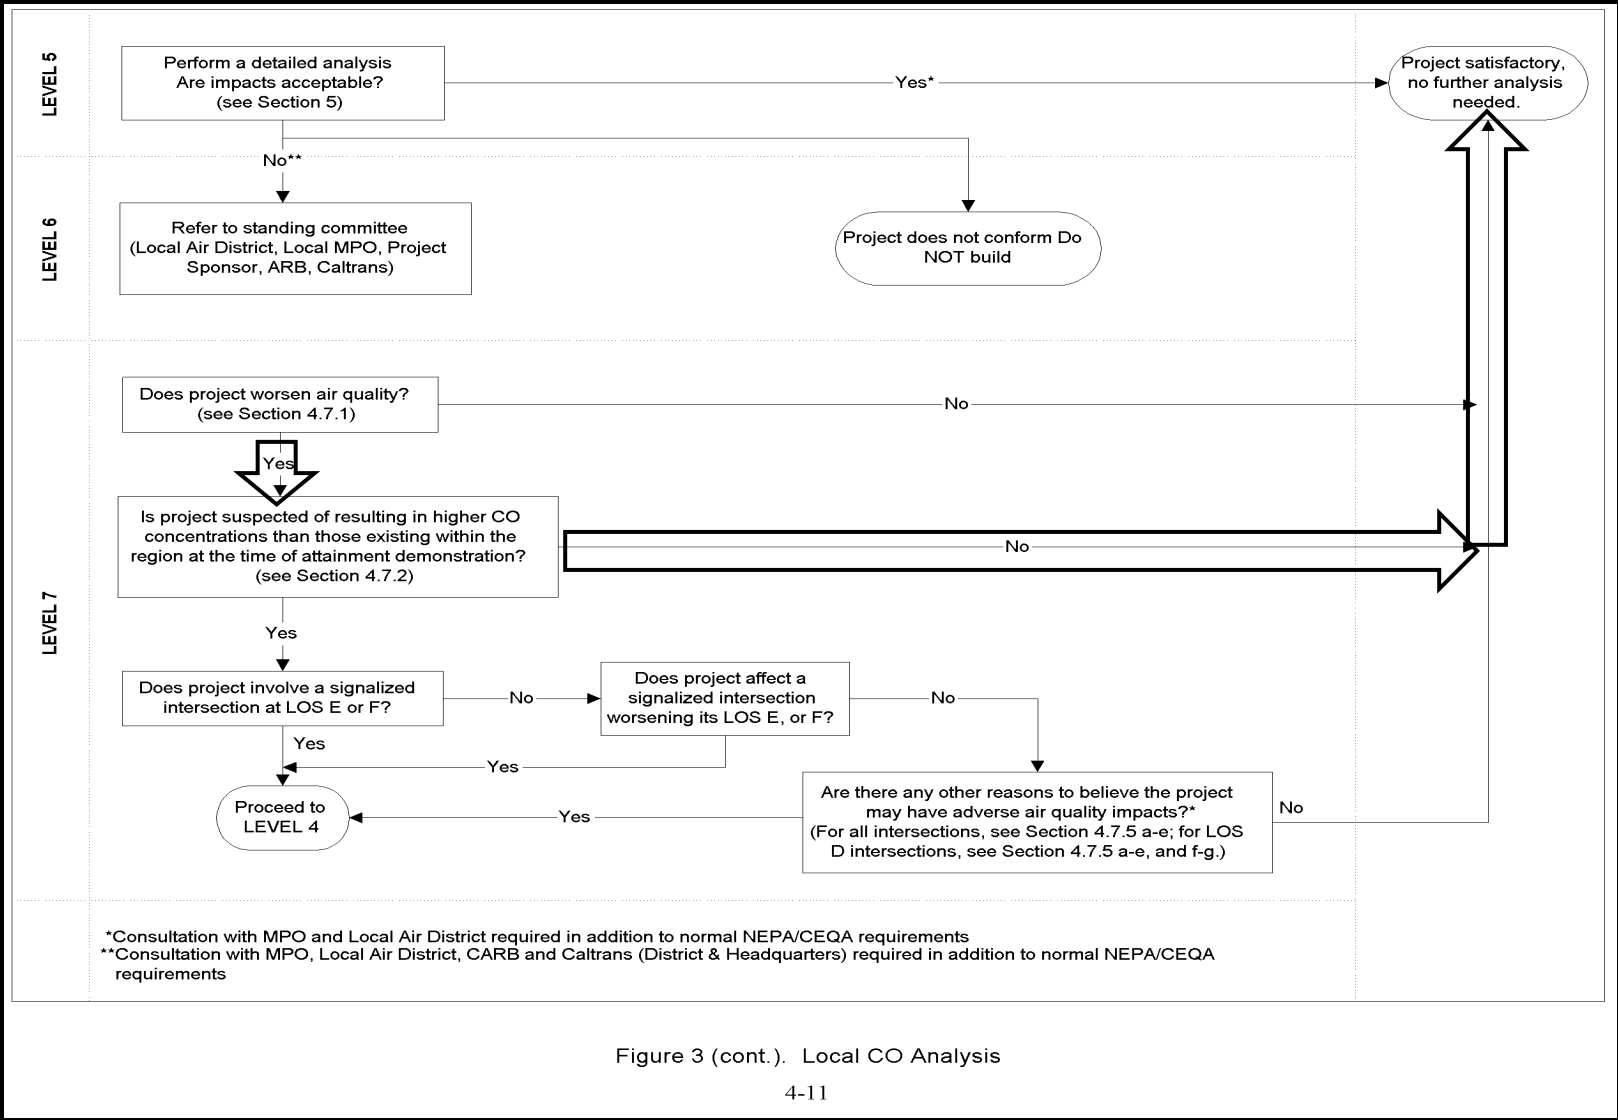 LEVEL 5
Perform a detailed analysis
Are impacts acceptable?
(see Section 5)
Yes*
Project satisfactory,
no further analysis
needed.
No**
LEVEL 6
Refer to standing committee
(Local Air District, Local MPO, Project
Sponsor, ARB, Caltrans)
Project does not conform Do
NOT build
LEVEL 7
Does project worsen air quality?
(see Section 4.7.1)
No
Yes
Is project suspected of resulting in higher CO
concentrations than those existing within the
region at the time of attainment demonstration?
(see Section 4.7.2)
No
Yes
Does project involve a signalized
intersection at LOS E or F?
No
Does project affect a
signalized intersection
worsening its LOS E, or F?
No
Yes
Yes
Proceed to
LEVEL 4
Yes
Are there any other reasons to believe the project
may have adverse air quality impacts?*
(For all intersections, see Section 4.7.5 a-e; for LOS
D intersections, see Section 4.7.5 a-e, and f-g.)
No
*Consultation with MPO and Local Air District required in addition to normal NEPA/CEQA requirements
**Consultation with MPO, Local Air District, CARB and Caltrans (District & Headquarters) required in addition to normal NEPA/CEQA
requirements
Figure 3 (cont.). Local CO Analysis
4-11